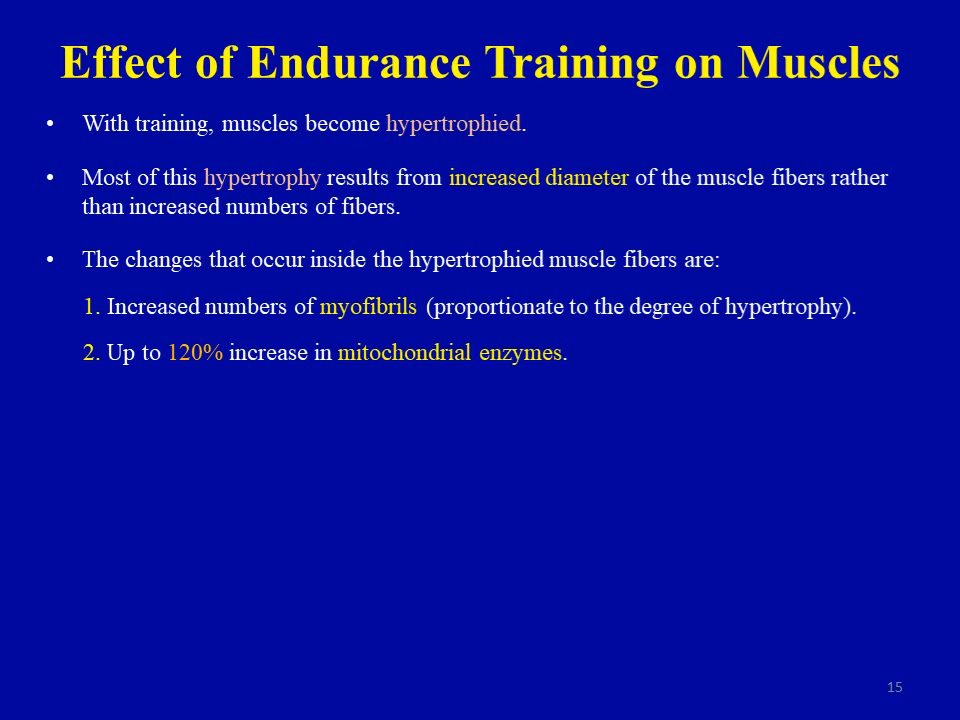 Effect of Endurance Training on Muscles
• With training, muscles become hypertrophied.
• Most of this hypertrophy results from increased diameter of the muscle fibers rather
than increased numbers of fibers.
• The changes that occur inside the hypertrophied muscle fibers are:
1. Increased numbers of myofibrils (proportionate to the degree of hypertrophy).
2. Up to 120% increase in mitochondrial enzymes.
15